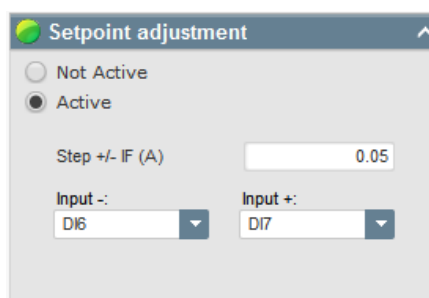 Setpoint adjustment
Not Active
Active
Step +/- IF (A) 0.05
Input -: Input +:
DI6 DI7